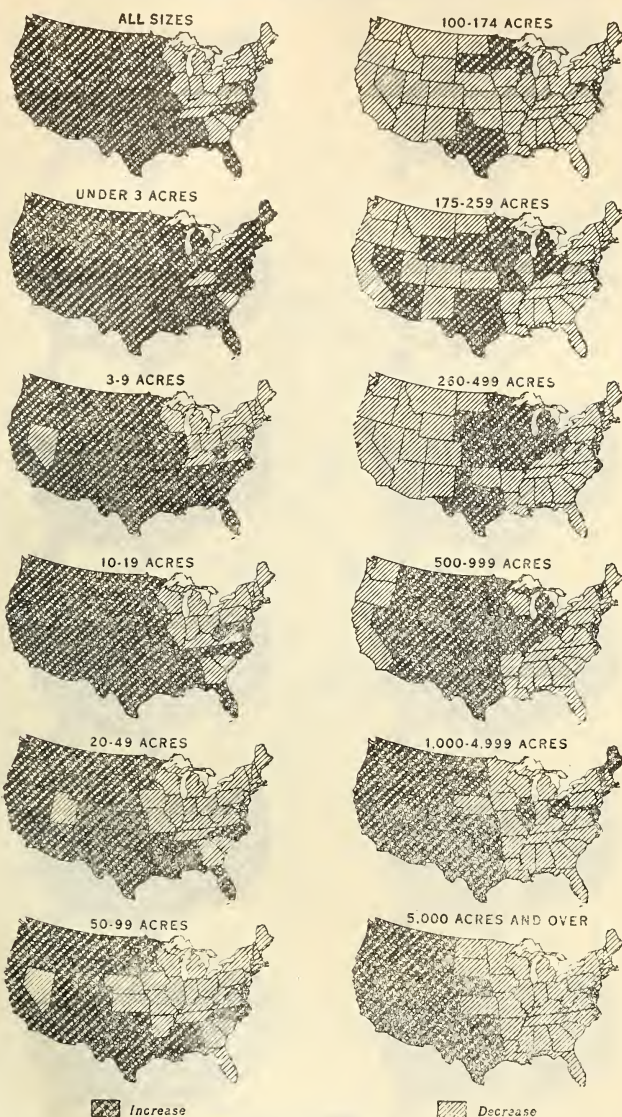 ALL SIZES
100-174 ACRES
UNDER 3 ACRES
175-259 ACRES
3-9 ACRES
260-499 ACRES
10-19 ACRES
500-999 ACRES
20-49 ACRES
1,000-4,999 ACRES
50-99 ACRES
5,000 ACRES AND OVER
Increase
Decrease